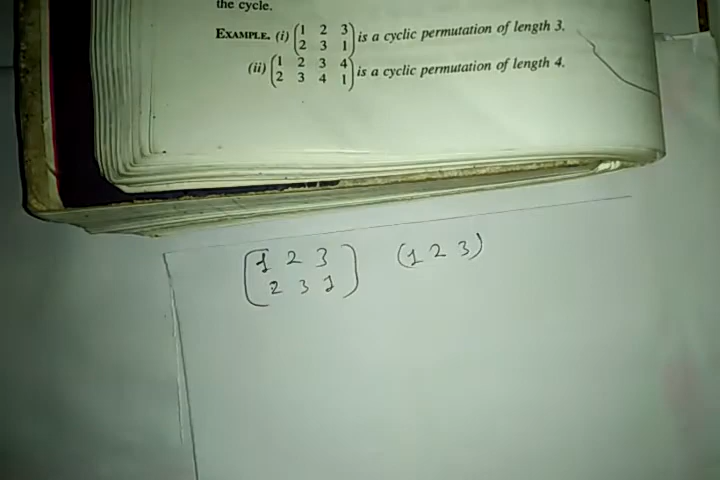 the cycle.
EXAMPLE. (i) (1 2 3 / 2 3 1) is a cyclic permutation of length 3.
(ii) (1 2 3 4 / 2 3 4 1) is a cyclic permutation of length 4.
(1 2 3 (1 2 3)
2 3 1)